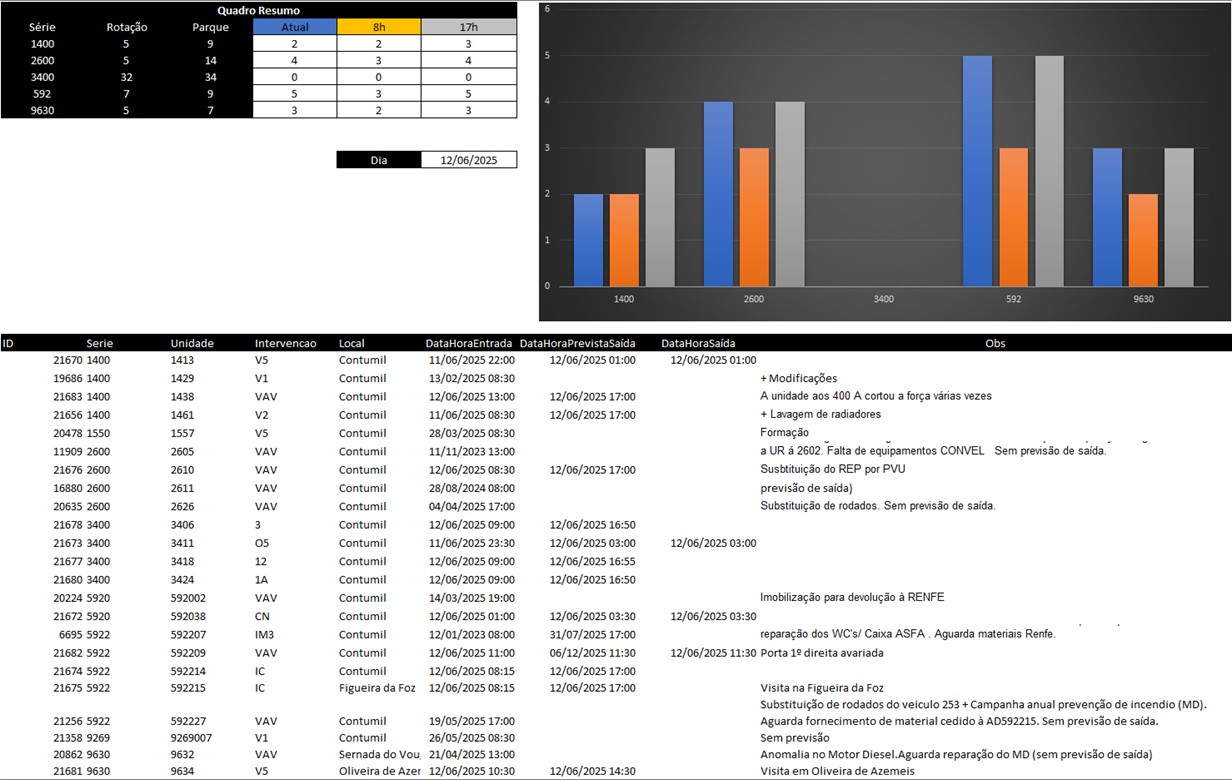 Quadro Resumo
Série Rotação Parque Atual 8h 17h
1400 5 9 2 2 3
2600 5 14 4 3 4
3400 32 34 0 0 0
592 7 9 5 3 5
9630 5 7 3 2 3
Dia 12/06/2025
6
5
4
3
2
1
0
1400 2600 3400 592 9630
ID Serie Unidade Intervencao Local DataHoraEntrada DataHoraPrevistaSaída DataHoraSaída Obs
21670 1400 1413 V5 Contumil 11/06/2025 22:00 12/06/2025 01:00 12/06/2025 01:00
19686 1400 1429 V1 Contumil 13/02/2025 08:30 + Modificações
21683 1400 1438 VAV Contumil 12/06/2025 13:00 12/06/2025 17:00 A unidade aos 400 A cortou a força várias vezes
21656 1400 1461 V2 Contumil 11/06/2025 08:30 12/06/2025 17:00 + Lavagem de radiadores
20478 1550 1557 V5 Contumil 28/03/2025 08:30 Formação
11909 2600 2605 VAV Contumil 11/11/2023 13:00 a UR á 2602. Falta de equipamentos CONVEL Sem previsão de saída.
21676 2600 2610 VAV Contumil 12/06/2025 08:30 12/06/2025 17:00 Susbtituição do REP por PVU
16880 2600 2611 VAV Contumil 28/08/2024 08:00 previsão de saída)
20635 2600 2626 VAV Contumil 04/04/2025 17:00 Substituição de rodados. Sem previsão de saída.
21678 3400 3406 3 Contumil 12/06/2025 09:00 12/06/2025 16:50
21673 3400 3411 O5 Contumil 11/06/2025 23:30 12/06/2025 03:00 12/06/2025 03:00
21677 3400 3418 12 Contumil 12/06/2025 09:00 12/06/2025 16:55
21680 3400 3424 1A Contumil 12/06/2025 09:00 12/06/2025 16:50
20224 5920 592002 VAV Contumil 14/03/2025 19:00 Imobilização para devolução à RENFE
21672 5920 592038 CN Contumil 12/06/2025 01:00 12/06/2025 03:30 12/06/2025 03:30
6695 5922 592207 IM3 Contumil 12/01/2023 08:00 31/07/2025 17:00 reparação dos WC's/ Caixa ASFA . Aguarda materiais Renfe.
21682 5922 592209 VAV Contumil 12/06/2025 11:00 06/12/2025 11:30 12/06/2025 11:30 Porta 1º direita avariada
21674 5922 592214 IC Contumil 12/06/2025 08:15 12/06/2025 17:00
21675 5922 592215 IC Figueira da Foz 12/06/2025 08:15 12/06/2025 17:00 Visita na Figueira da Foz
Substituição de rodados do veiculo 253 + Campanha anual prevenção de incendio (MD).
21256 5922 592227 VAV Contumil 19/05/2025 17:00 Aguarda fornecimento de material cedido à AD592215. Sem previsão de saída.
21358 9269 9269007 V1 Contumil 26/05/2025 08:30 Sem previsão
20862 9630 9632 VAV Sernada do Vou 21/04/2025 13:00 Anomalia no Motor Diesel.Aguarda reparação do MD (sem previsão de saída)
21681 9630 9634 V5 Oliveira de Azer 12/06/2025 10:30 12/06/2025 14:30 Visita em Oliveira de Azemeis